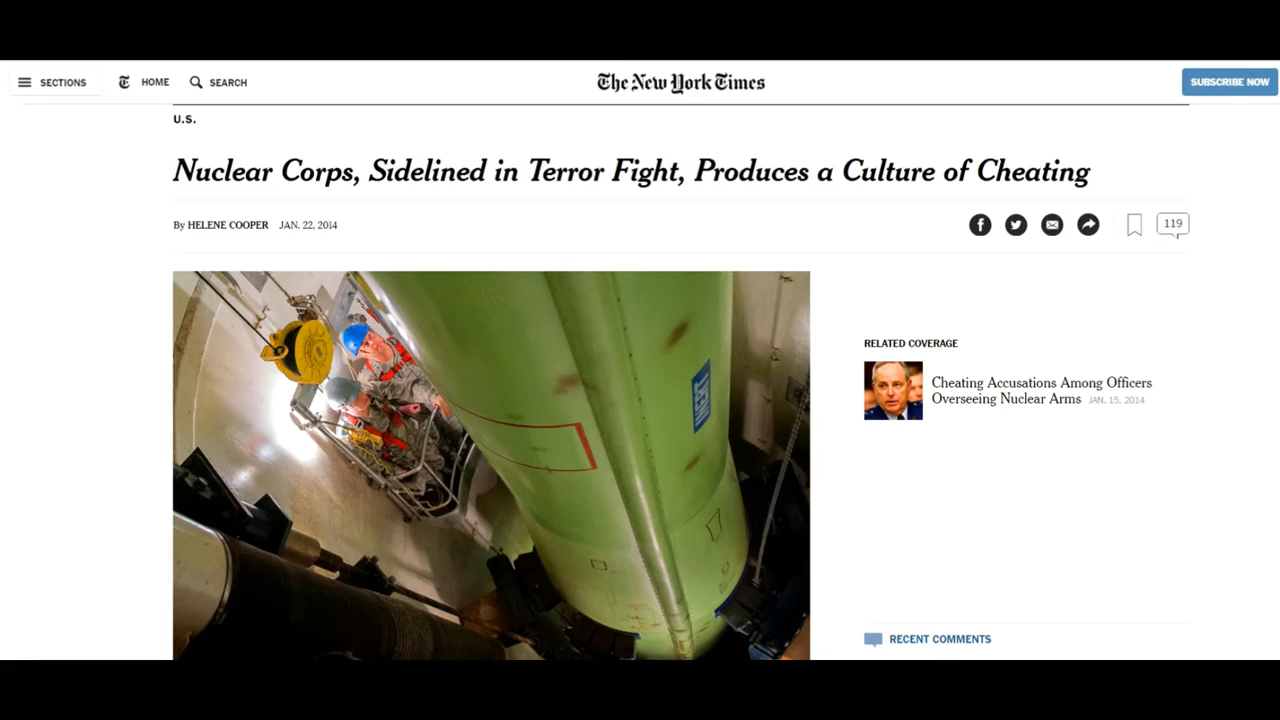 SECTIONS
HOME
SEARCH
The New York Times
SUBSCRIBE NOW
U.S.
Nuclear Corps, Sidelined in Terror Fight, Produces a Culture of Cheating
By HELENE COOPER JAN. 22, 2014
119
RELATED COVERAGE
Cheating Accusations Among Officers
Overseeing Nuclear Arms JAN. 15, 2014
RECENT COMMENTS